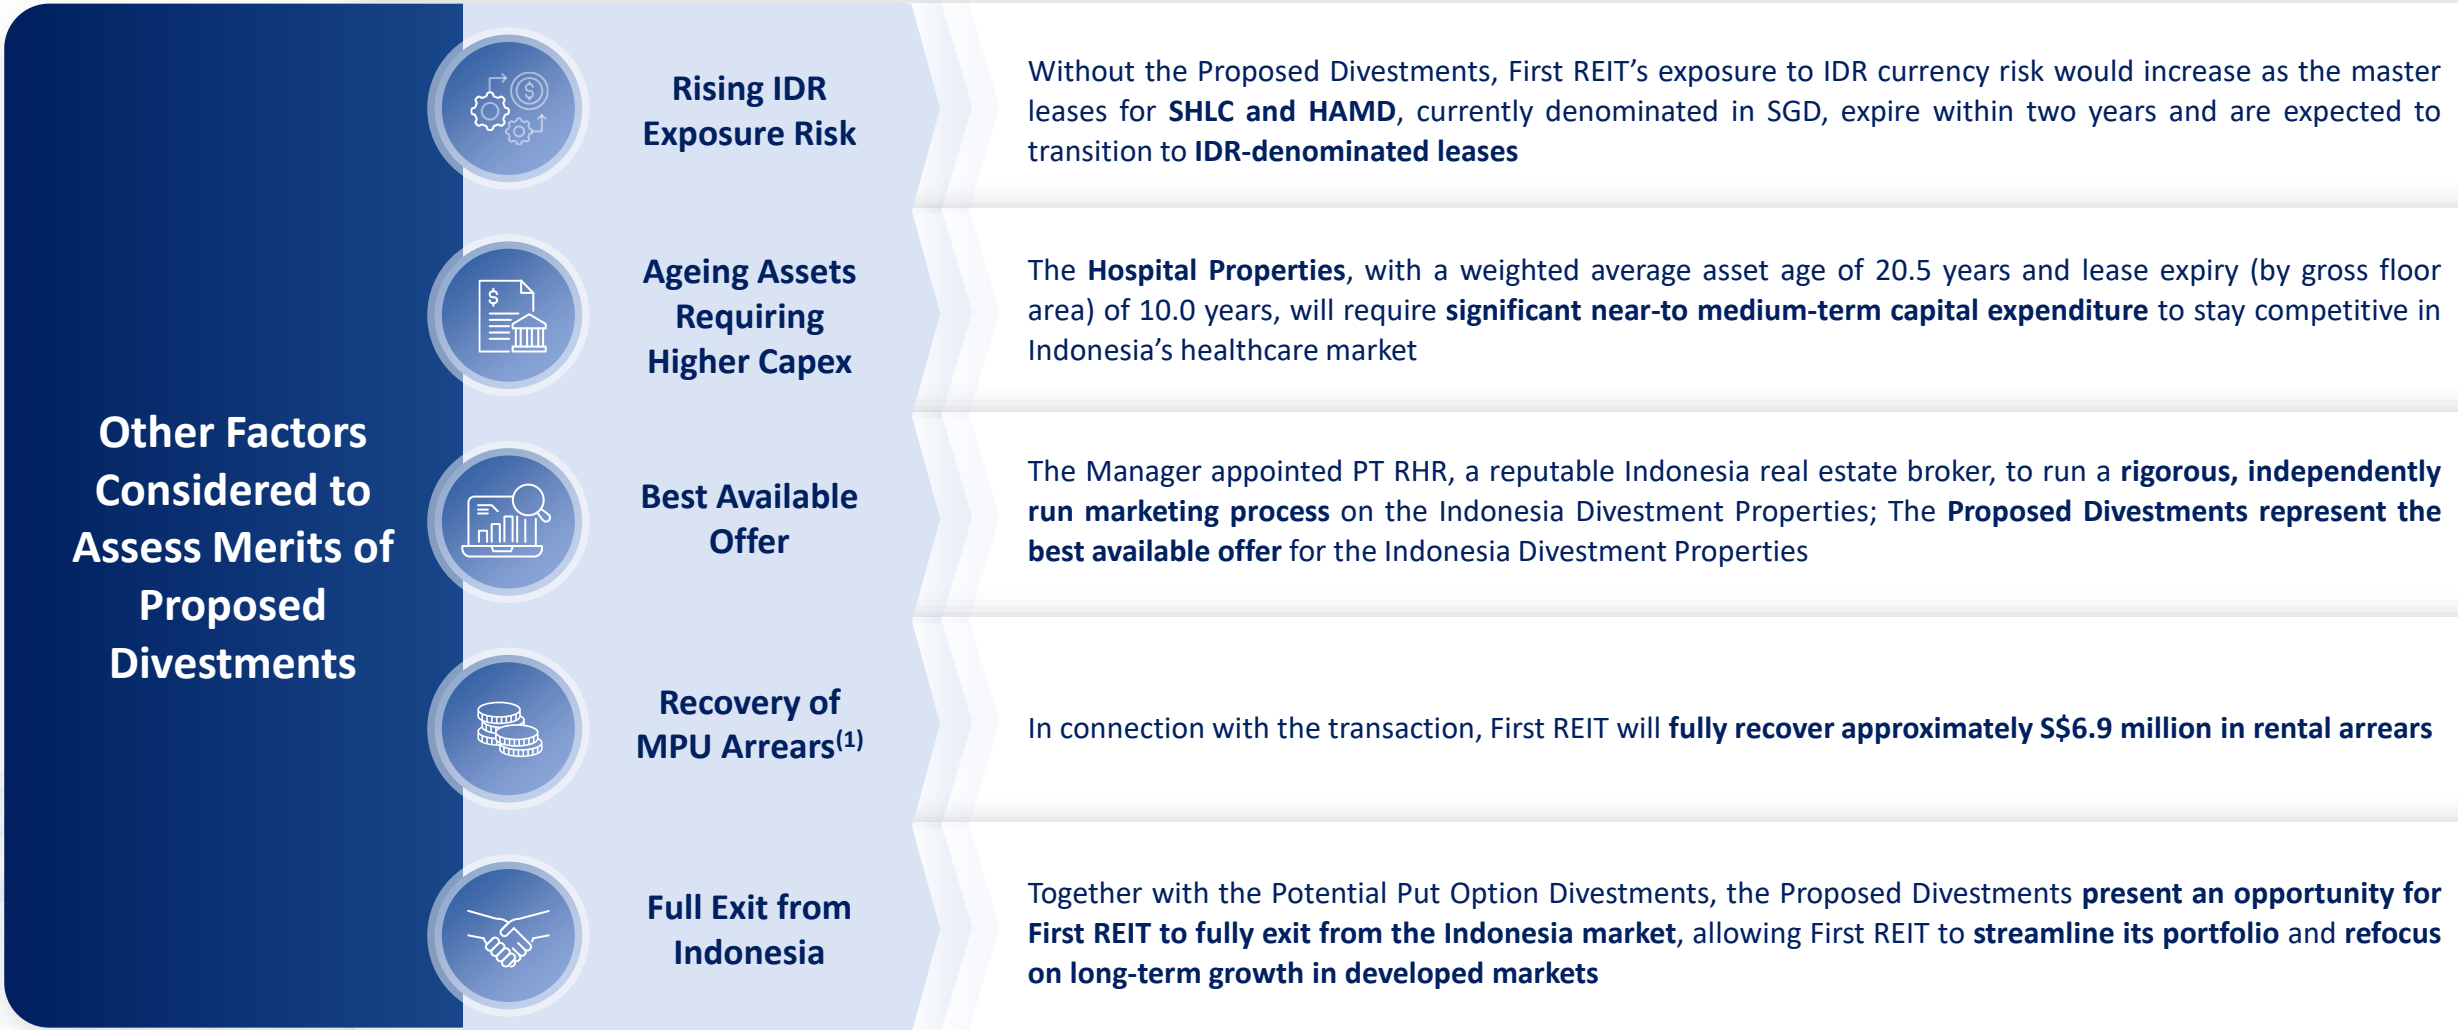 Other Factors
Considered to
Assess Merits of
Proposed
Divestments
Rising IDR
Exposure Risk
Without the Proposed Divestments, First REIT’s exposure to IDR currency risk would increase as the master
leases for SHLC and HAMD, currently denominated in SGD, expire within two years and are expected to
transition to IDR-denominated leases
Ageing Assets
Requiring
Higher Capex
The Hospital Properties, with a weighted average asset age of 20.5 years and lease expiry (by gross floor
area) of 10.0 years, will require significant near-to medium-term capital expenditure to stay competitive in
Indonesia’s healthcare market
Best Available
Offer
The Manager appointed PT RHR, a reputable Indonesia real estate broker, to run a rigorous, independently
run marketing process on the Indonesia Divestment Properties; The Proposed Divestments represent the
best available offer for the Indonesia Divestment Properties
Recovery of
MPU Arrears(1)
In connection with the transaction, First REIT will fully recover approximately S$6.9 million in rental arrears
Full Exit from
Indonesia
Together with the Potential Put Option Divestments, the Proposed Divestments present an opportunity for
First REIT to fully exit from the Indonesia market, allowing First REIT to streamline its portfolio and refocus
on long-term growth in developed markets